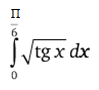 П
6
∫√tg x dx
0